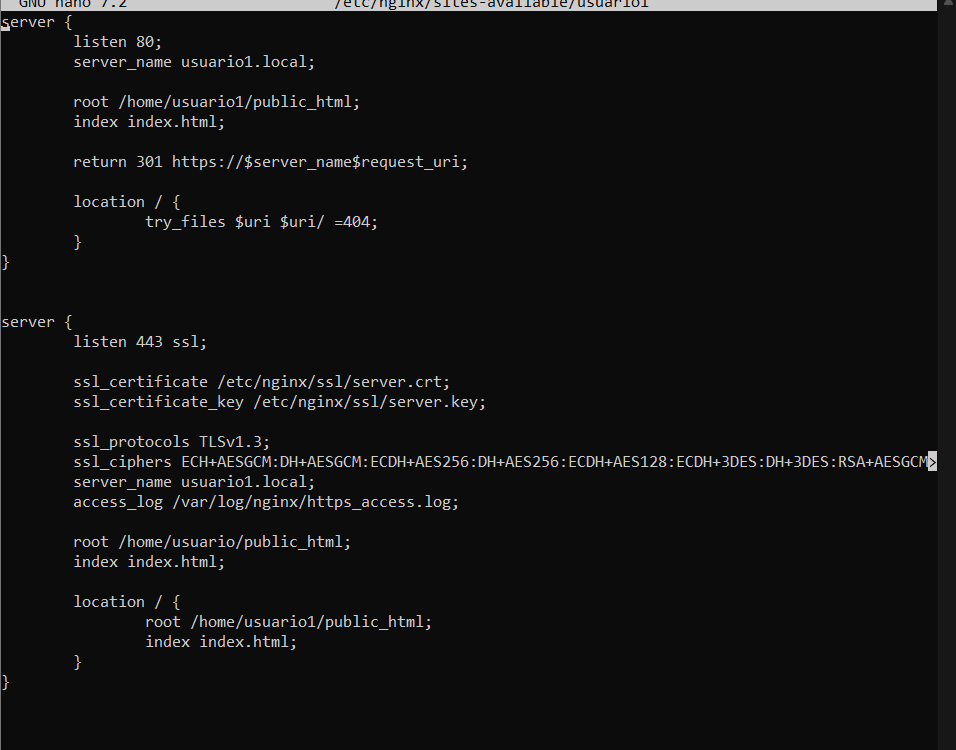 GNU nano 7.2 /etc/nginx/sites-available/usuario1
server {
listen 80;
server_name usuario1.local;
root /home/usuario1/public_html;
index index.html;
return 301 https://$server_name$request_uri;
location / {
try_files $uri $uri/ =404;
}
}
server {
listen 443 ssl;
ssl_certificate /etc/nginx/ssl/server.crt;
ssl_certificate_key /etc/nginx/ssl/server.key;
ssl_protocols TLSv1.3;
ssl_ciphers ECH+AESGCM:DH+AESGCM:ECDH+AES256:DH+AES256:ECDH+AES128:ECDH+3DES:DH+3DES:RSA+AESGCM>
server_name usuario1.local;
access_log /var/log/nginx/https_access.log;
root /home/usuario/public_html;
index index.html;
location / {
root /home/usuario1/public_html;
index index.html;
}
}